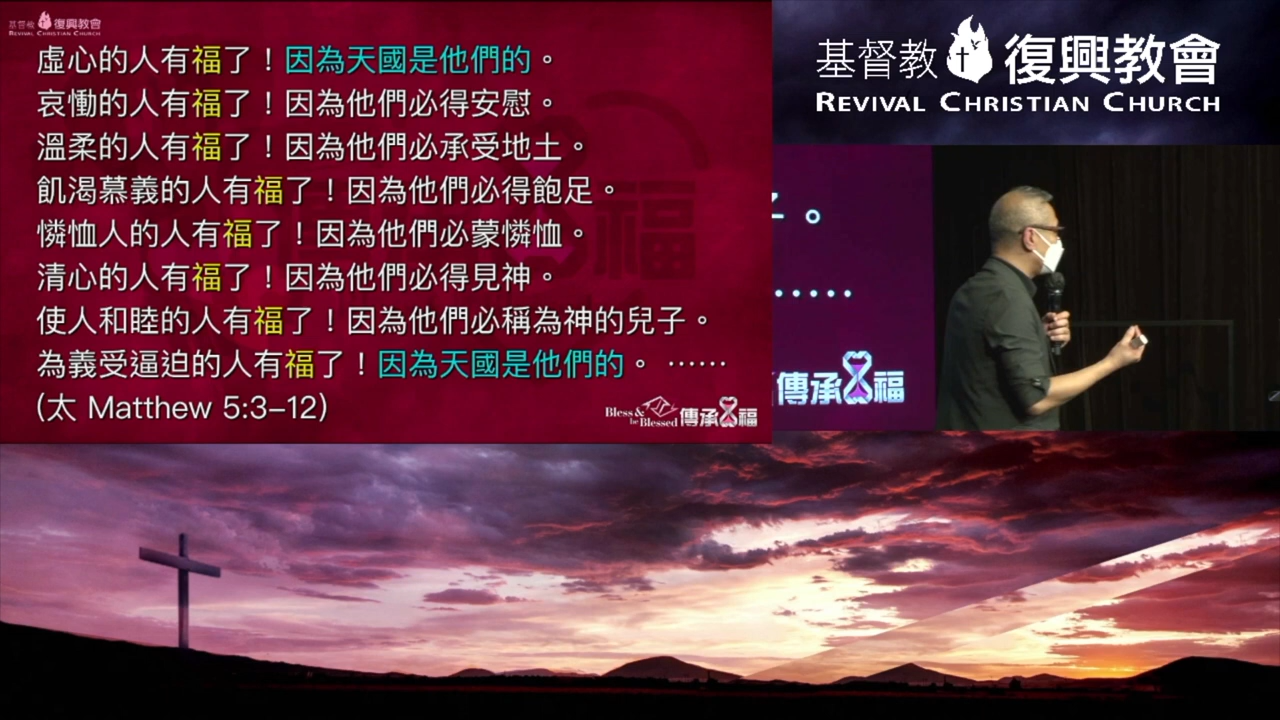 基督教 復興教會
REVIVAL CHRISTIAN CHURCH
虛心的人有福了！因為天國是他們的。
哀慟的人有福了！因為他們必得安慰。
溫柔的人有福了！因為他們必承受地土。
飢渴慕義的人有福了！因為他們必得飽足。
憐恤人的人有福了！因為他們必蒙憐恤。
清心的人有福了！因為他們必得見神。
使人和睦的人有福了！因為他們必稱為神的兒子。
為義受逼迫的人有福了！因為天國是他們的。 ……
(太 Matthew 5:3–12)
Bless & be Blessed 傳承 福
基督教 復興教會
REVIVAL CHRISTIAN CHURCH
傳承 福